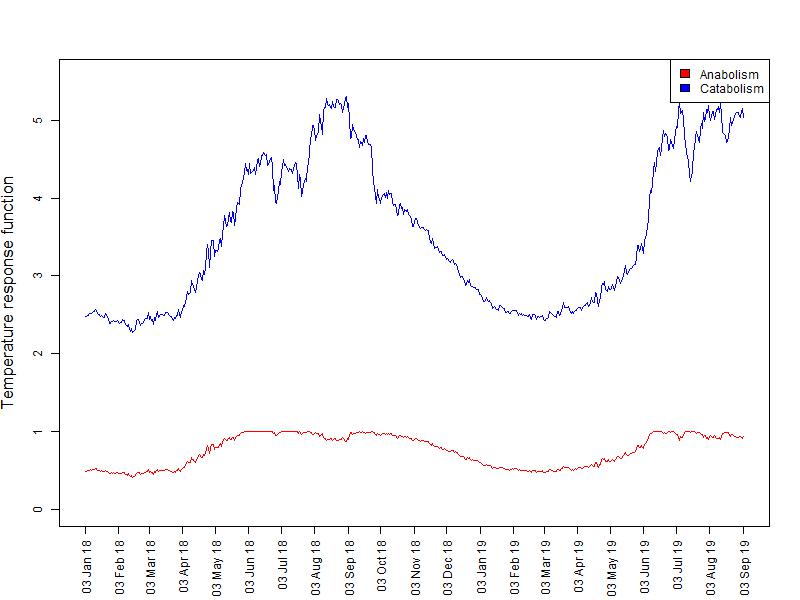 Anabolism
Catabolism
Temperature response function
5
4
3
2
1
0
03 Jan 18
03 Feb 18
03 Mar 18
03 Apr 18
03 May 18
03 Jun 18
03 Jul 18
03 Aug 18
03 Sep 18
03 Oct 18
03 Nov 18
03 Dec 18
03 Jan 19
03 Feb 19
03 Mar 19
03 Apr 19
03 May 19
03 Jun 19
03 Jul 19
03 Aug 19
03 Sep 19